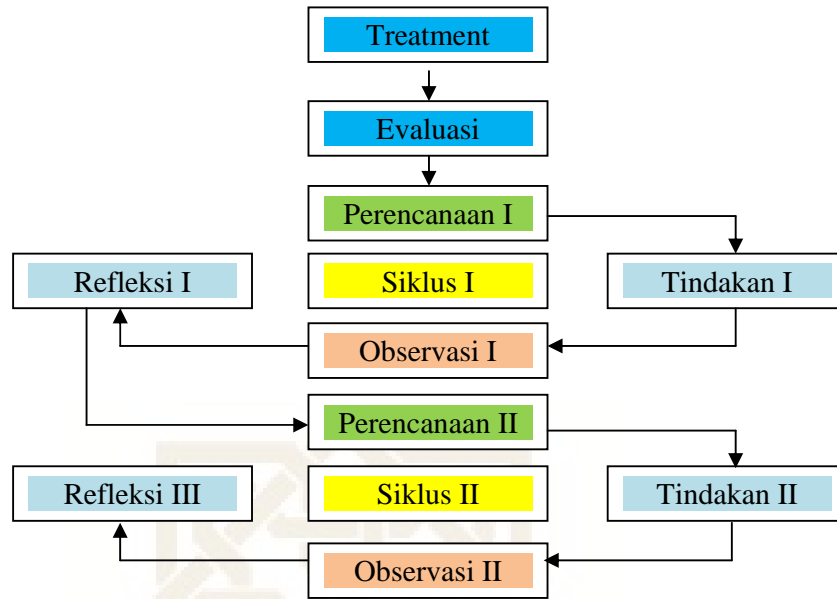 Treatment
Evaluasi
Perencanaan I
Refleksi I
Siklus I
Tindakan I
Observasi I
Perencanaan II
Refleksi III
Siklus II
Tindakan II
Observasi II